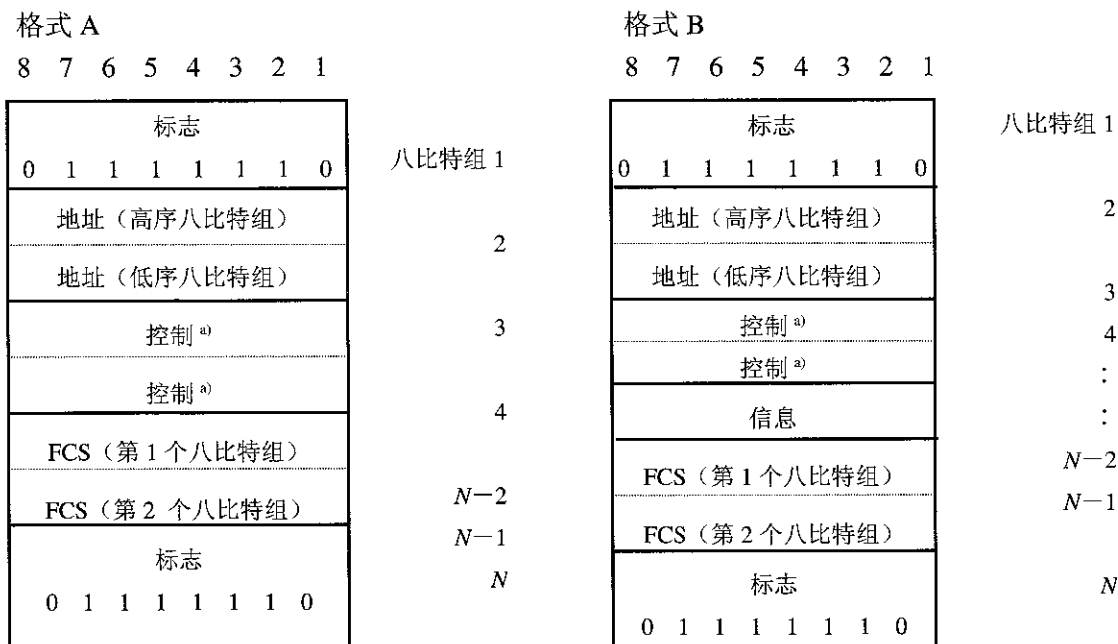 格式 A
8 7 6 5 4 3 2 1
标志
0 1 1 1 1 1 1 0
地址（高序八比特组）
地址（低序八比特组）
控制 a)
控制 a)
FCS（第 1 个八比特组）
FCS（第 2 个八比特组）
标志
0 1 1 1 1 1 1 0
八比特组 1
2
3
4
N－2
N－1
N
格式 B
8 7 6 5 4 3 2 1
标志
0 1 1 1 1 1 1 0
地址（高序八比特组）
地址（低序八比特组）
控制 a)
控制 a)
信息
FCS（第 1 个八比特组）
FCS（第 2 个八比特组）
标志
0 1 1 1 1 1 1 0
八比特组 1
2
3
4
:
:
N－2
N－1
N